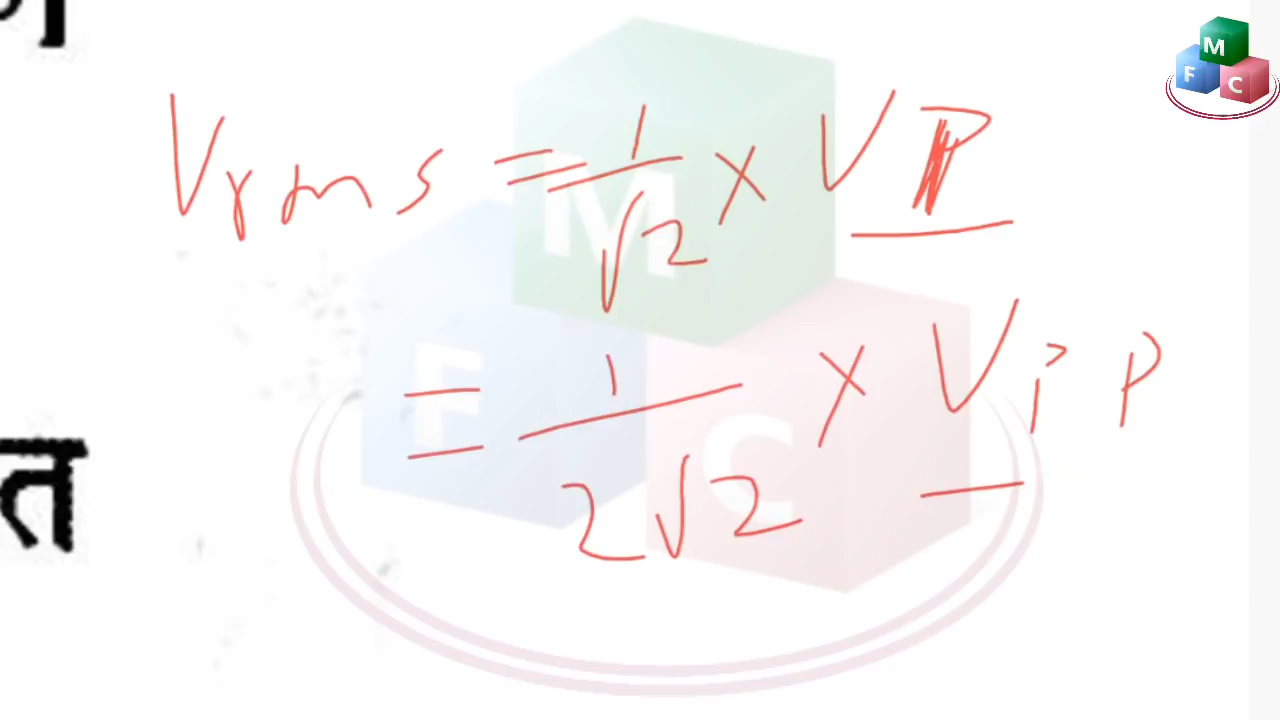 M
F C
Vrms = 1/√2 × VP
= 1/2√2 × VPP
त
M
F C